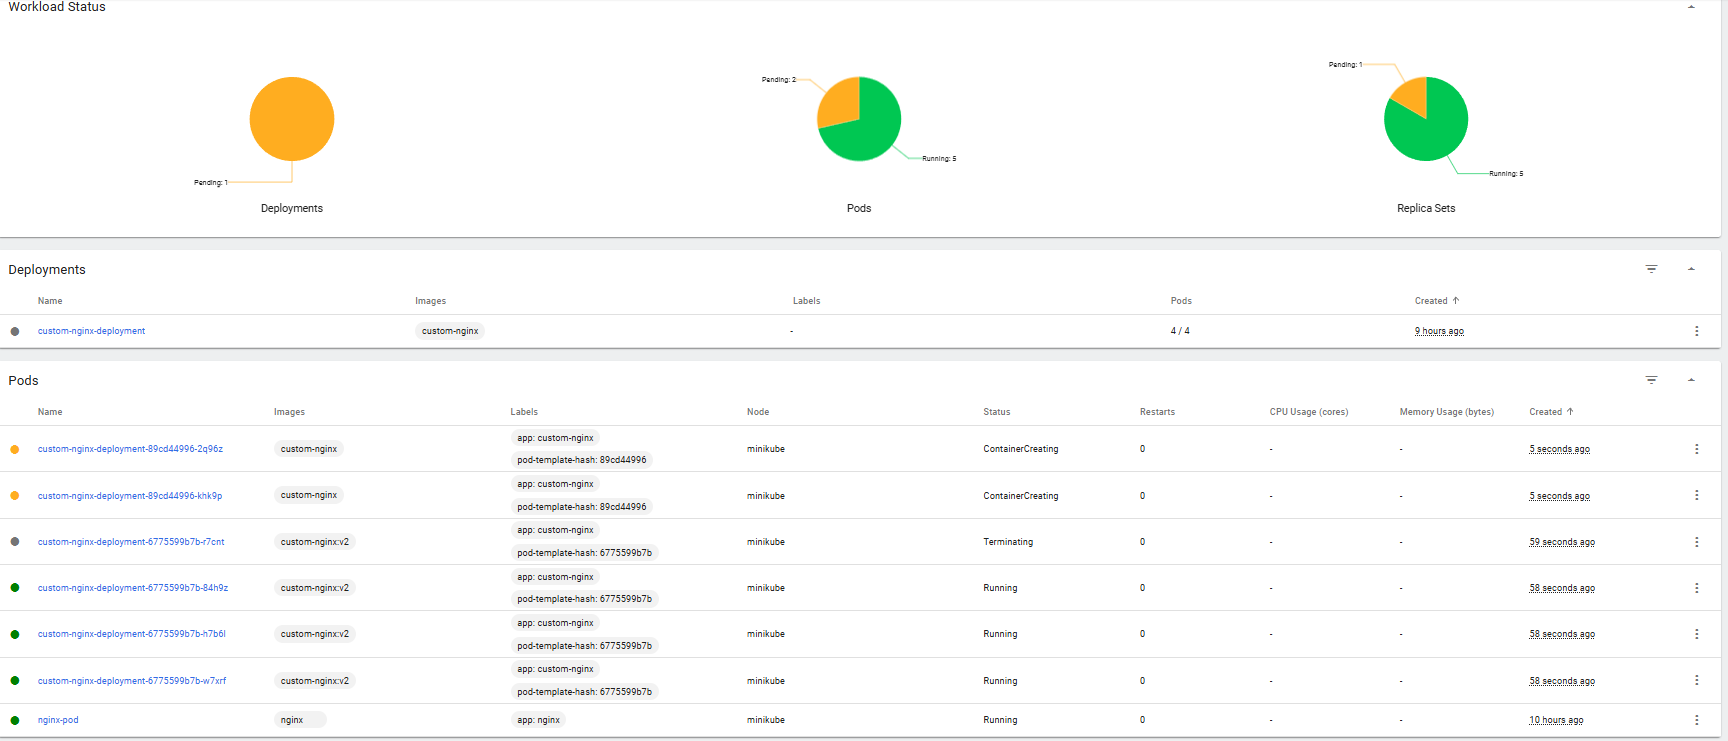 Workload Status
Pending: 1
Deployments
Pending: 2
Running: 5
Pods
Pending: 1
Running: 5
Replica Sets
Deployments
Name Images Labels Pods Created
custom-nginx-deployment custom-nginx - 4 / 4 9 hours ago
Pods
Name Images Labels Node Status Restarts CPU Usage (cores) Memory Usage (bytes) Created
custom-nginx-deployment-89cd44996-2q96z custom-nginx app: custom-nginx pod-template-hash: 89cd44996 minikube ContainerCreating 0 - - 5 seconds ago
custom-nginx-deployment-89cd44996-khk9p custom-nginx app: custom-nginx pod-template-hash: 89cd44996 minikube ContainerCreating 0 - - 5 seconds ago
custom-nginx-deployment-6775599b7b-r7cnt custom-nginx:v2 app: custom-nginx pod-template-hash: 6775599b7b minikube Terminating 0 - - 59 seconds ago
custom-nginx-deployment-6775599b7b-84h9z custom-nginx:v2 app: custom-nginx pod-template-hash: 6775599b7b minikube Running 0 - - 58 seconds ago
custom-nginx-deployment-6775599b7b-h7b6l custom-nginx:v2 app: custom-nginx pod-template-hash: 6775599b7b minikube Running 0 - - 58 seconds ago
custom-nginx-deployment-6775599b7b-w7xrf custom-nginx:v2 app: custom-nginx pod-template-hash: 6775599b7b minikube Running 0 - - 58 seconds ago
nginx-pod nginx app: nginx minikube Running 0 - - 10 hours ago